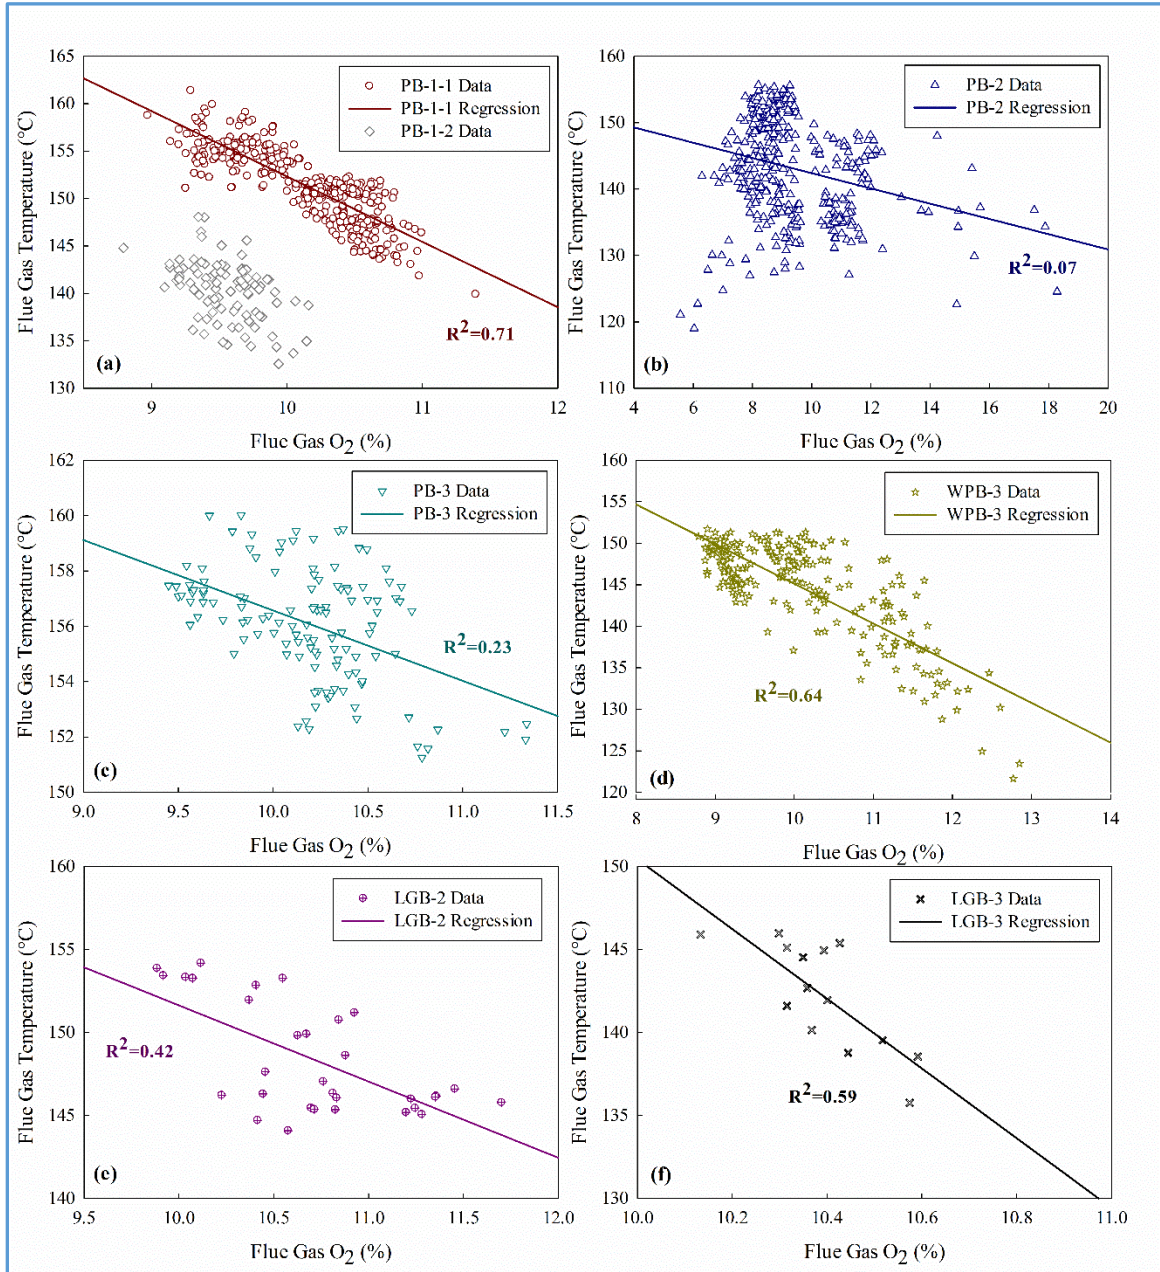 165
160
155
150
145
140
135
130
Flue Gas Temperature (°C)
PB-1-1 Data
PB-1-1 Regression
PB-1-2 Data
R2=0.71
(a)
9
10
11
12
Flue Gas O2 (%)
160
150
140
130
120
110
Flue Gas Temperature (°C)
PB-2 Data
PB-2 Regression
R2=0.07
(b)
4
6
8
10
12
14
16
18
20
Flue Gas O2 (%)
162
160
158
156
154
152
150
Flue Gas Temperature (°C)
PB-3 Data
PB-3 Regression
R2=0.23
(c)
9.0
9.5
10.0
10.5
11.0
11.5
Flue Gas O2 (%)
160
155
150
145
140
135
130
125
120
Flue Gas Temperature (°C)
WPB-3 Data
WPB-3 Regression
R2=0.64
(d)
8
9
10
11
12
13
14
Flue Gas O2 (%)
160
155
150
145
140
Flue Gas Temperature (°C)
LGB-2 Data
LGB-2 Regression
R2=0.42
(e)
9.5
10.0
10.5
11.0
11.5
12.0
Flue Gas O2 (%)
150
145
140
135
130
Flue Gas Temperature (°C)
LGB-3 Data
LGB-3 Regression
R2=0.59
(f)
10.0
10.2
10.4
10.6
10.8
11.0
Flue Gas O2 (%)